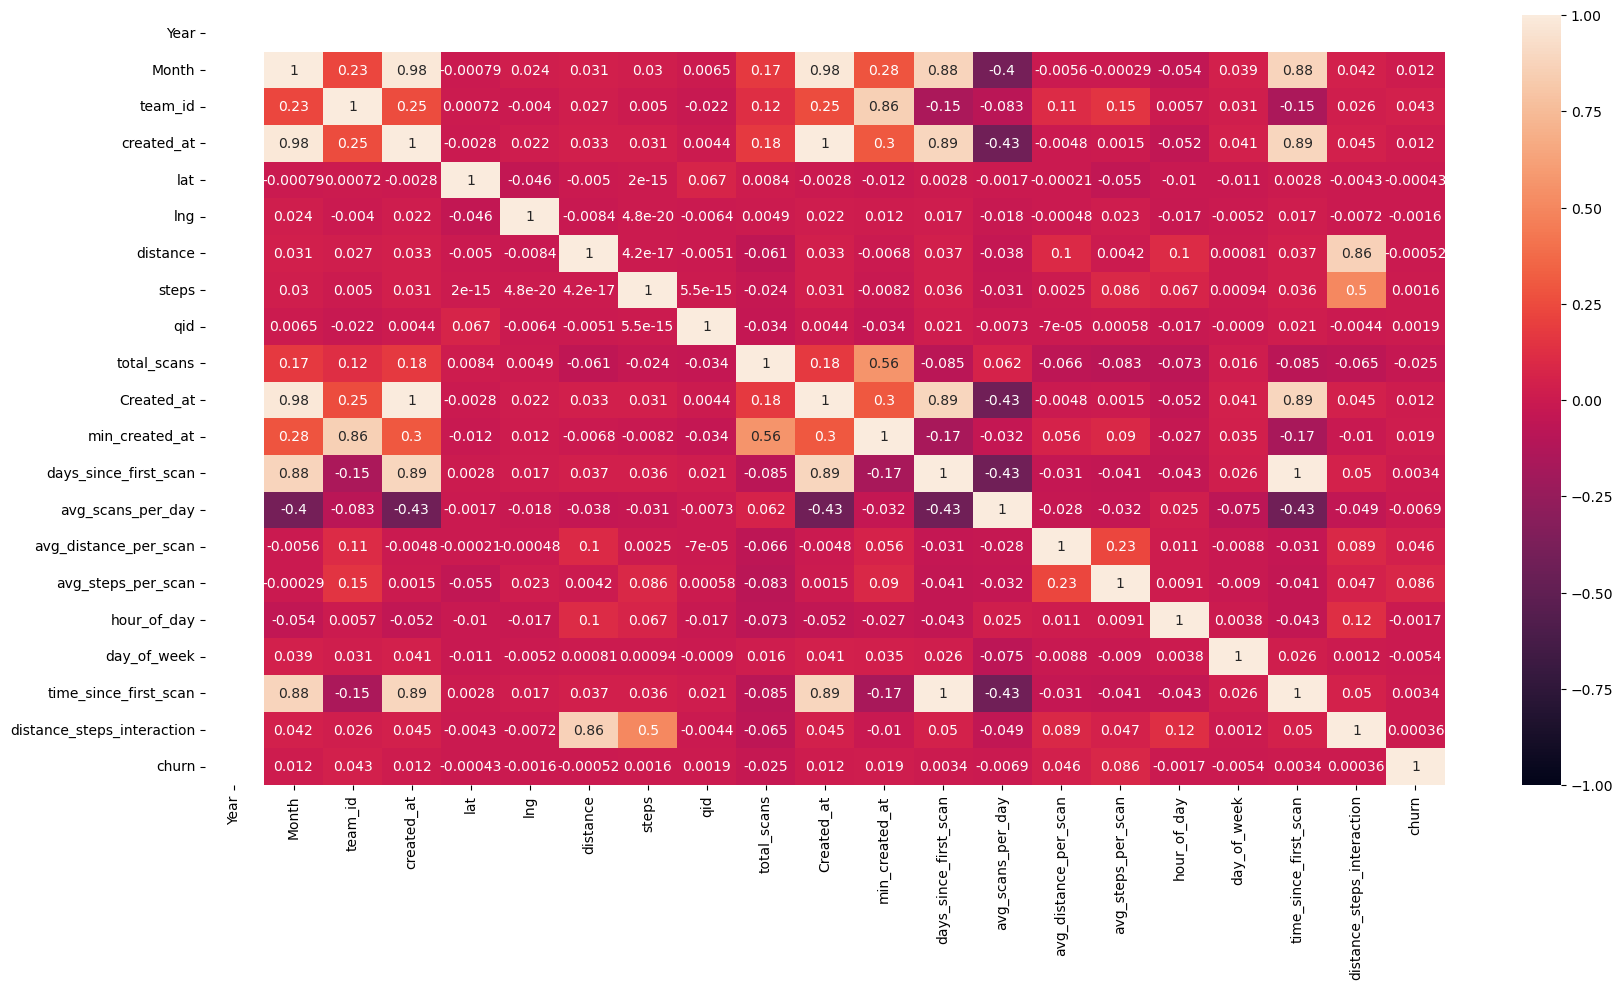 Year
Month 1 0.23 0.98 -0.00079 0.024 0.031 0.03 0.0065 0.17 0.98 0.28 0.88 -0.4 -0.0056 -0.00029 -0.054 0.039 0.88 0.042 0.012
team_id 0.23 1 0.25 0.00072 -0.004 0.027 0.005 -0.022 0.12 0.25 0.86 -0.15 -0.083 0.11 0.15 0.0057 0.031 -0.15 0.026 0.043
created_at 0.98 0.25 1 -0.0028 0.022 0.033 0.031 0.0044 0.18 1 0.3 0.89 -0.43 -0.0048 0.0015 -0.052 0.041 0.89 0.045 0.012
lat -0.00079 0.00072 -0.0028 1 -0.046 -0.005 2e-15 0.067 0.0084 -0.0028 -0.012 0.0028 -0.0017 -0.00021 -0.055 -0.01 -0.011 0.0028 -0.0043 -0.00043
lng 0.024 -0.004 0.022 -0.046 1 -0.0084 4.8e-20 -0.0064 0.0049 0.022 0.012 0.017 -0.018 -0.00048 0.023 -0.017 -0.0052 0.017 -0.0072 -0.0016
distance 0.031 0.027 0.033 -0.005 -0.0084 1 4.2e-17 -0.0051 -0.061 0.033 -0.0068 0.037 -0.038 0.1 0.0042 0.1 0.00081 0.037 0.86 -0.00052
steps 0.03 0.005 0.031 2e-15 4.8e-20 4.2e-17 1 5.5e-15 -0.024 0.031 -0.0082 0.036 -0.031 0.0025 0.086 0.067 0.00094 0.036 0.5 0.0016
qid 0.0065 -0.022 0.0044 0.067 -0.0064 -0.0051 5.5e-15 1 -0.034 0.0044 -0.034 0.021 -0.0073 -7e-05 0.00058 -0.017 -0.0009 0.021 -0.0044 0.0019
total_scans 0.17 0.12 0.18 0.0084 0.0049 -0.061 -0.024 -0.034 1 0.18 0.56 -0.085 0.062 -0.066 -0.083 -0.073 0.016 -0.085 -0.065 -0.025
Created_at 0.98 0.25 1 -0.0028 0.022 0.033 0.031 0.0044 0.18 1 0.3 0.89 -0.43 -0.0048 0.0015 -0.052 0.041 0.89 0.045 0.012
min_created_at 0.28 0.86 0.3 -0.012 0.012 -0.0068 -0.0082 -0.034 0.56 0.3 1 -0.17 -0.032 0.056 0.09 -0.027 0.035 -0.17 -0.01 0.019
days_since_first_scan 0.88 -0.15 0.89 0.0028 0.017 0.037 0.036 0.021 -0.085 0.89 -0.17 1 -0.43 -0.031 -0.041 -0.043 0.026 1 0.05 0.0034
avg_scans_per_day -0.4 -0.083 -0.43 -0.0017 -0.018 -0.038 -0.031 -0.0073 0.062 -0.43 -0.032 -0.43 1 -0.028 -0.032 0.025 -0.075 -0.43 -0.049 -0.0069
avg_distance_per_scan -0.0056 0.11 -0.0048 -0.00021 -0.00048 0.1 0.0025 -7e-05 -0.066 -0.0048 0.056 -0.031 -0.028 1 0.23 0.011 -0.0088 -0.031 0.089 0.046
avg_steps_per_scan -0.00029 0.15 0.0015 -0.055 0.023 0.0042 0.086 0.00058 -0.083 0.0015 0.09 -0.041 -0.032 0.23 1 0.0091 -0.009 -0.041 0.047 0.086
hour_of_day -0.054 0.0057 -0.052 -0.01 -0.017 0.1 0.067 -0.017 -0.073 -0.052 -0.027 -0.043 0.025 0.011 0.0091 1 0.0038 -0.043 0.12 -0.0017
day_of_week 0.039 0.031 0.041 -0.011 -0.0052 0.00081 0.00094 -0.0009 0.016 0.041 0.035 0.026 -0.075 -0.0088 -0.009 0.0038 1 0.026 0.0012 -0.0054
time_since_first_scan 0.88 -0.15 0.89 0.0028 0.017 0.037 0.036 0.021 -0.085 0.89 -0.17 1 -0.43 -0.031 -0.041 -0.043 0.026 1 0.05 0.0034
distance_steps_interaction 0.042 0.026 0.045 -0.0043 -0.0072 0.86 0.5 -0.0044 -0.065 0.045 -0.01 0.05 -0.049 0.089 0.047 0.12 0.0012 0.05 1 0.00036
churn 0.012 0.043 0.012 -0.00043 -0.0016 -0.00052 0.0016 0.0019 -0.025 0.012 0.019 0.0034 -0.0069 0.046 0.086 -0.0017 -0.0054 0.0034 0.00036 1
Year
Month
team_id
created_at
lat
lng
distance
steps
qid
total_scans
Created_at
min_created_at
days_since_first_scan
avg_scans_per_day
avg_distance_per_scan
avg_steps_per_scan
hour_of_day
day_of_week
time_since_first_scan
distance_steps_interaction
churn
1.00
0.75
0.50
0.25
0.00
−0.25
−0.50
−0.75
−1.00